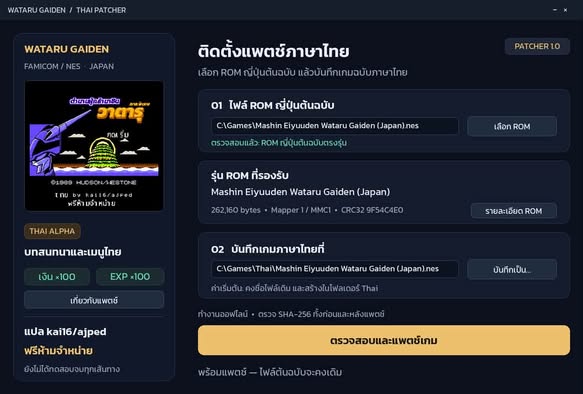 WATARU GAIDEN / THAI PATCHER
WATARU GAIDEN
FAMICOM / NES · JAPAN
ตำนานผู้กล้าหาอีน
วาตารุ
กด เริ่ม
©1989 HUDSON/WESTONE
ไทย by kai16/ajped
ฟรีห้ามจำหน่าย
THAI ALPHA
บทสนทนาและเมนูไทย
เงิน ×100
EXP ×100
เกี่ยวกับแพตช์
แปล kai16/ajped
ฟรีห้ามจำหน่าย
ยังไม่ได้ทดสอบจบทุกเส้นทาง
ติดตั้งแพตช์ภาษาไทย
PATCHER 1.0
เลือก ROM ญี่ปุ่นต้นฉบับ แล้วบันทึกเกมฉบับภาษาไทย
01 ไฟล์ ROM ญี่ปุ่นต้นฉบับ
C:\Games\Mashin Eiyuuden Wataru Gaiden (Japan).nes
เลือก ROM
ตรวจสอบแล้ว: ROM ญี่ปุ่นต้นฉบับตรงรุ่น
รุ่น ROM ที่รองรับ
Mashin Eiyuuden Wataru Gaiden (Japan)
262,160 bytes • Mapper 1 / MMC1 • CRC32 9F54C4E0
รายละเอียด ROM
02 บันทึกเกมภาษาไทยที่
C:\Games\Thai\Mashin Eiyuuden Wataru Gaiden (Japan).nes
บันทึกเป็น...
ค่าเริ่มต้น: คงชื่อไฟล์เดิม และสร้างในโฟลเดอร์ Thai
ทำงานออฟไลน์ • ตรวจ SHA-256 ทั้งก่อนและหลังแพตช์
ตรวจสอบและแพตช์เกม
พร้อมแพตช์ — ไฟล์ต้นฉบับจะคงเดิม